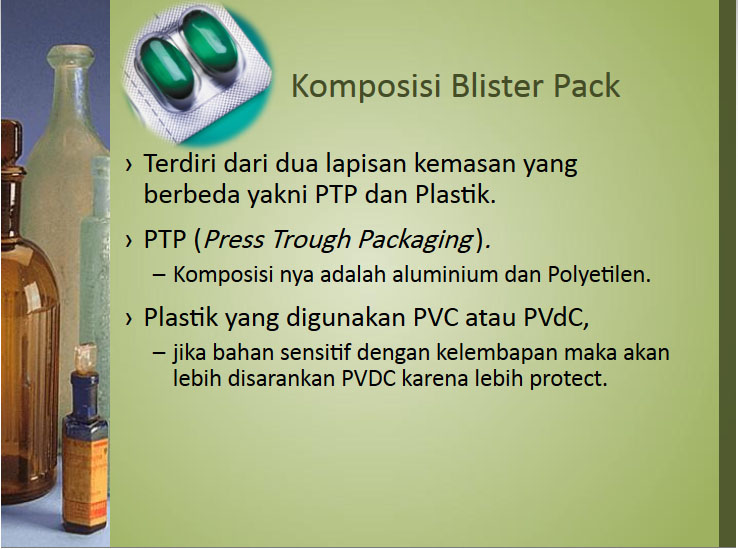 Komposisi Blister Pack
› Terdiri dari dua lapisan kemasan yang
berbeda yakni PTP dan Plastik.
› PTP (Press Trough Packaging).
– Komposisi nya adalah aluminium dan Polyetilen.
› Plastik yang digunakan PVC atau PVdC,
– jika bahan sensitif dengan kelembapan maka akan
lebih disarankan PVDC karena lebih protect.